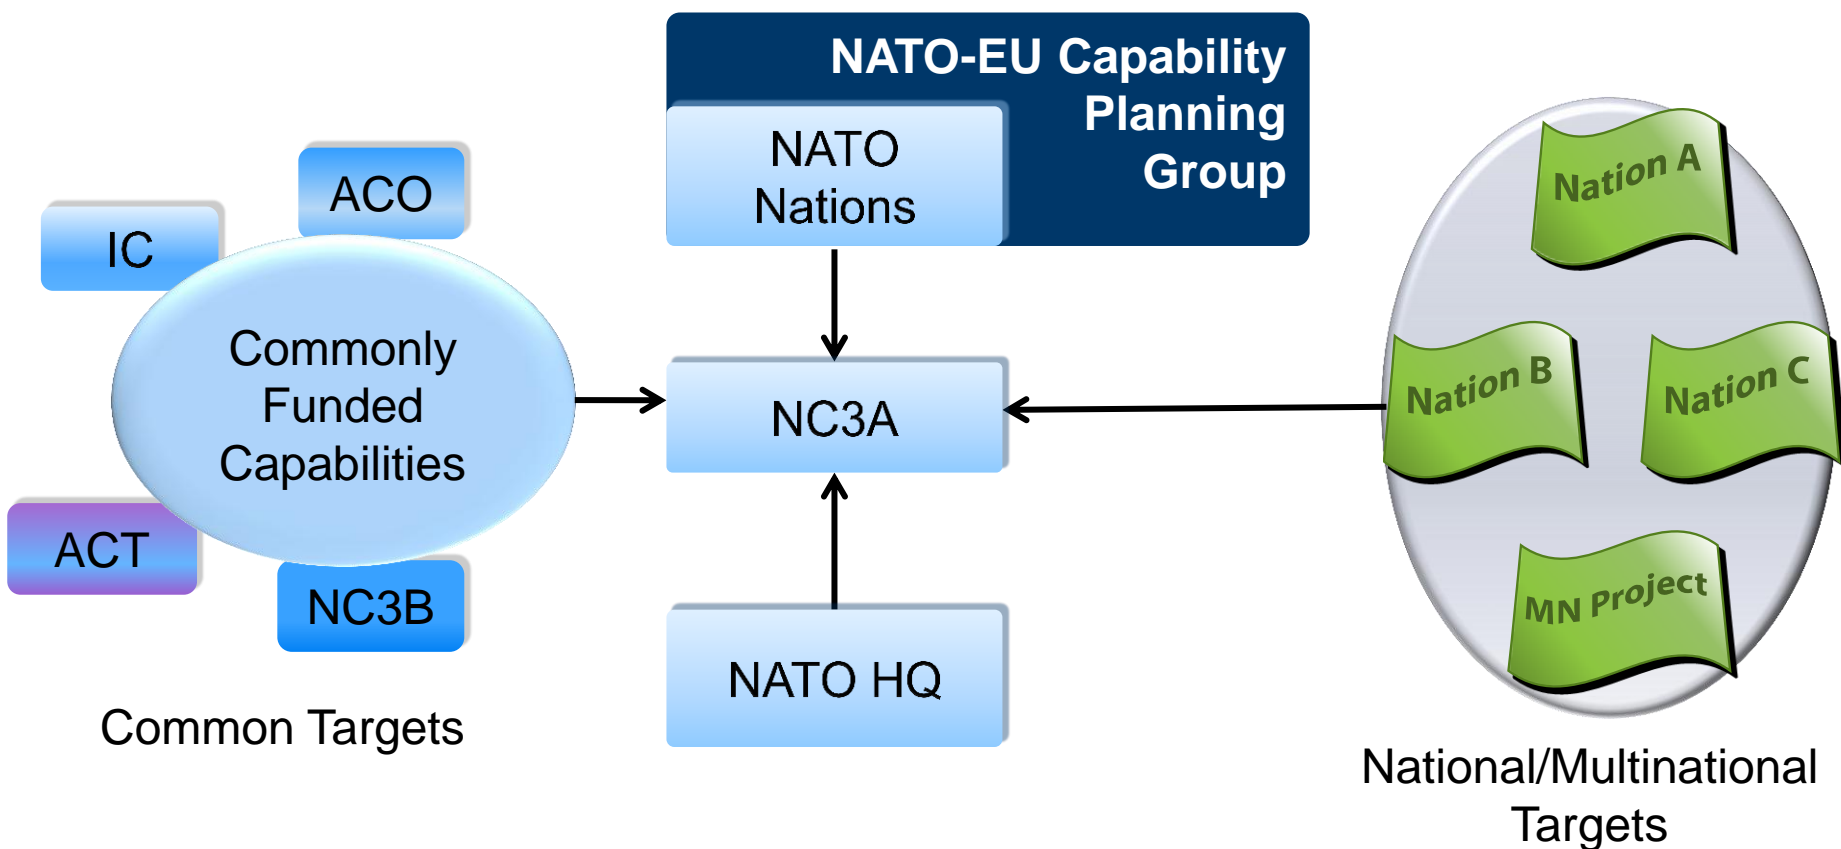 NATO-EU Capability
Planning
Group
NATO
Nations
ACO
IC
Commonly
Funded
Capabilities
ACT
NC3B
Common Targets
NC3A
NATO HQ
Nation A
Nation B
Nation C
MN Project
National/Multinational
Targets